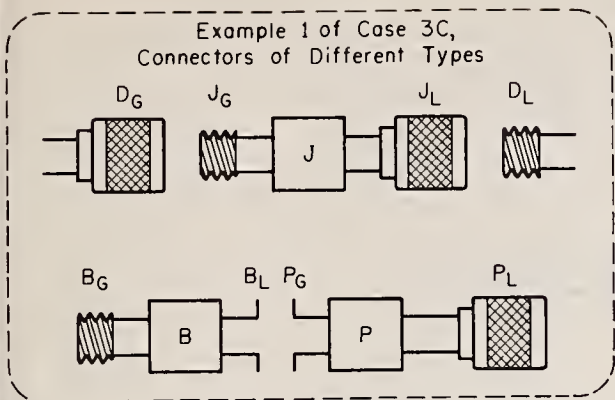 Example 1 of Case 3C,
Connectors of Different Types
D_G J_G J_L D_L
J
B_G B_L P_G P_L
B P